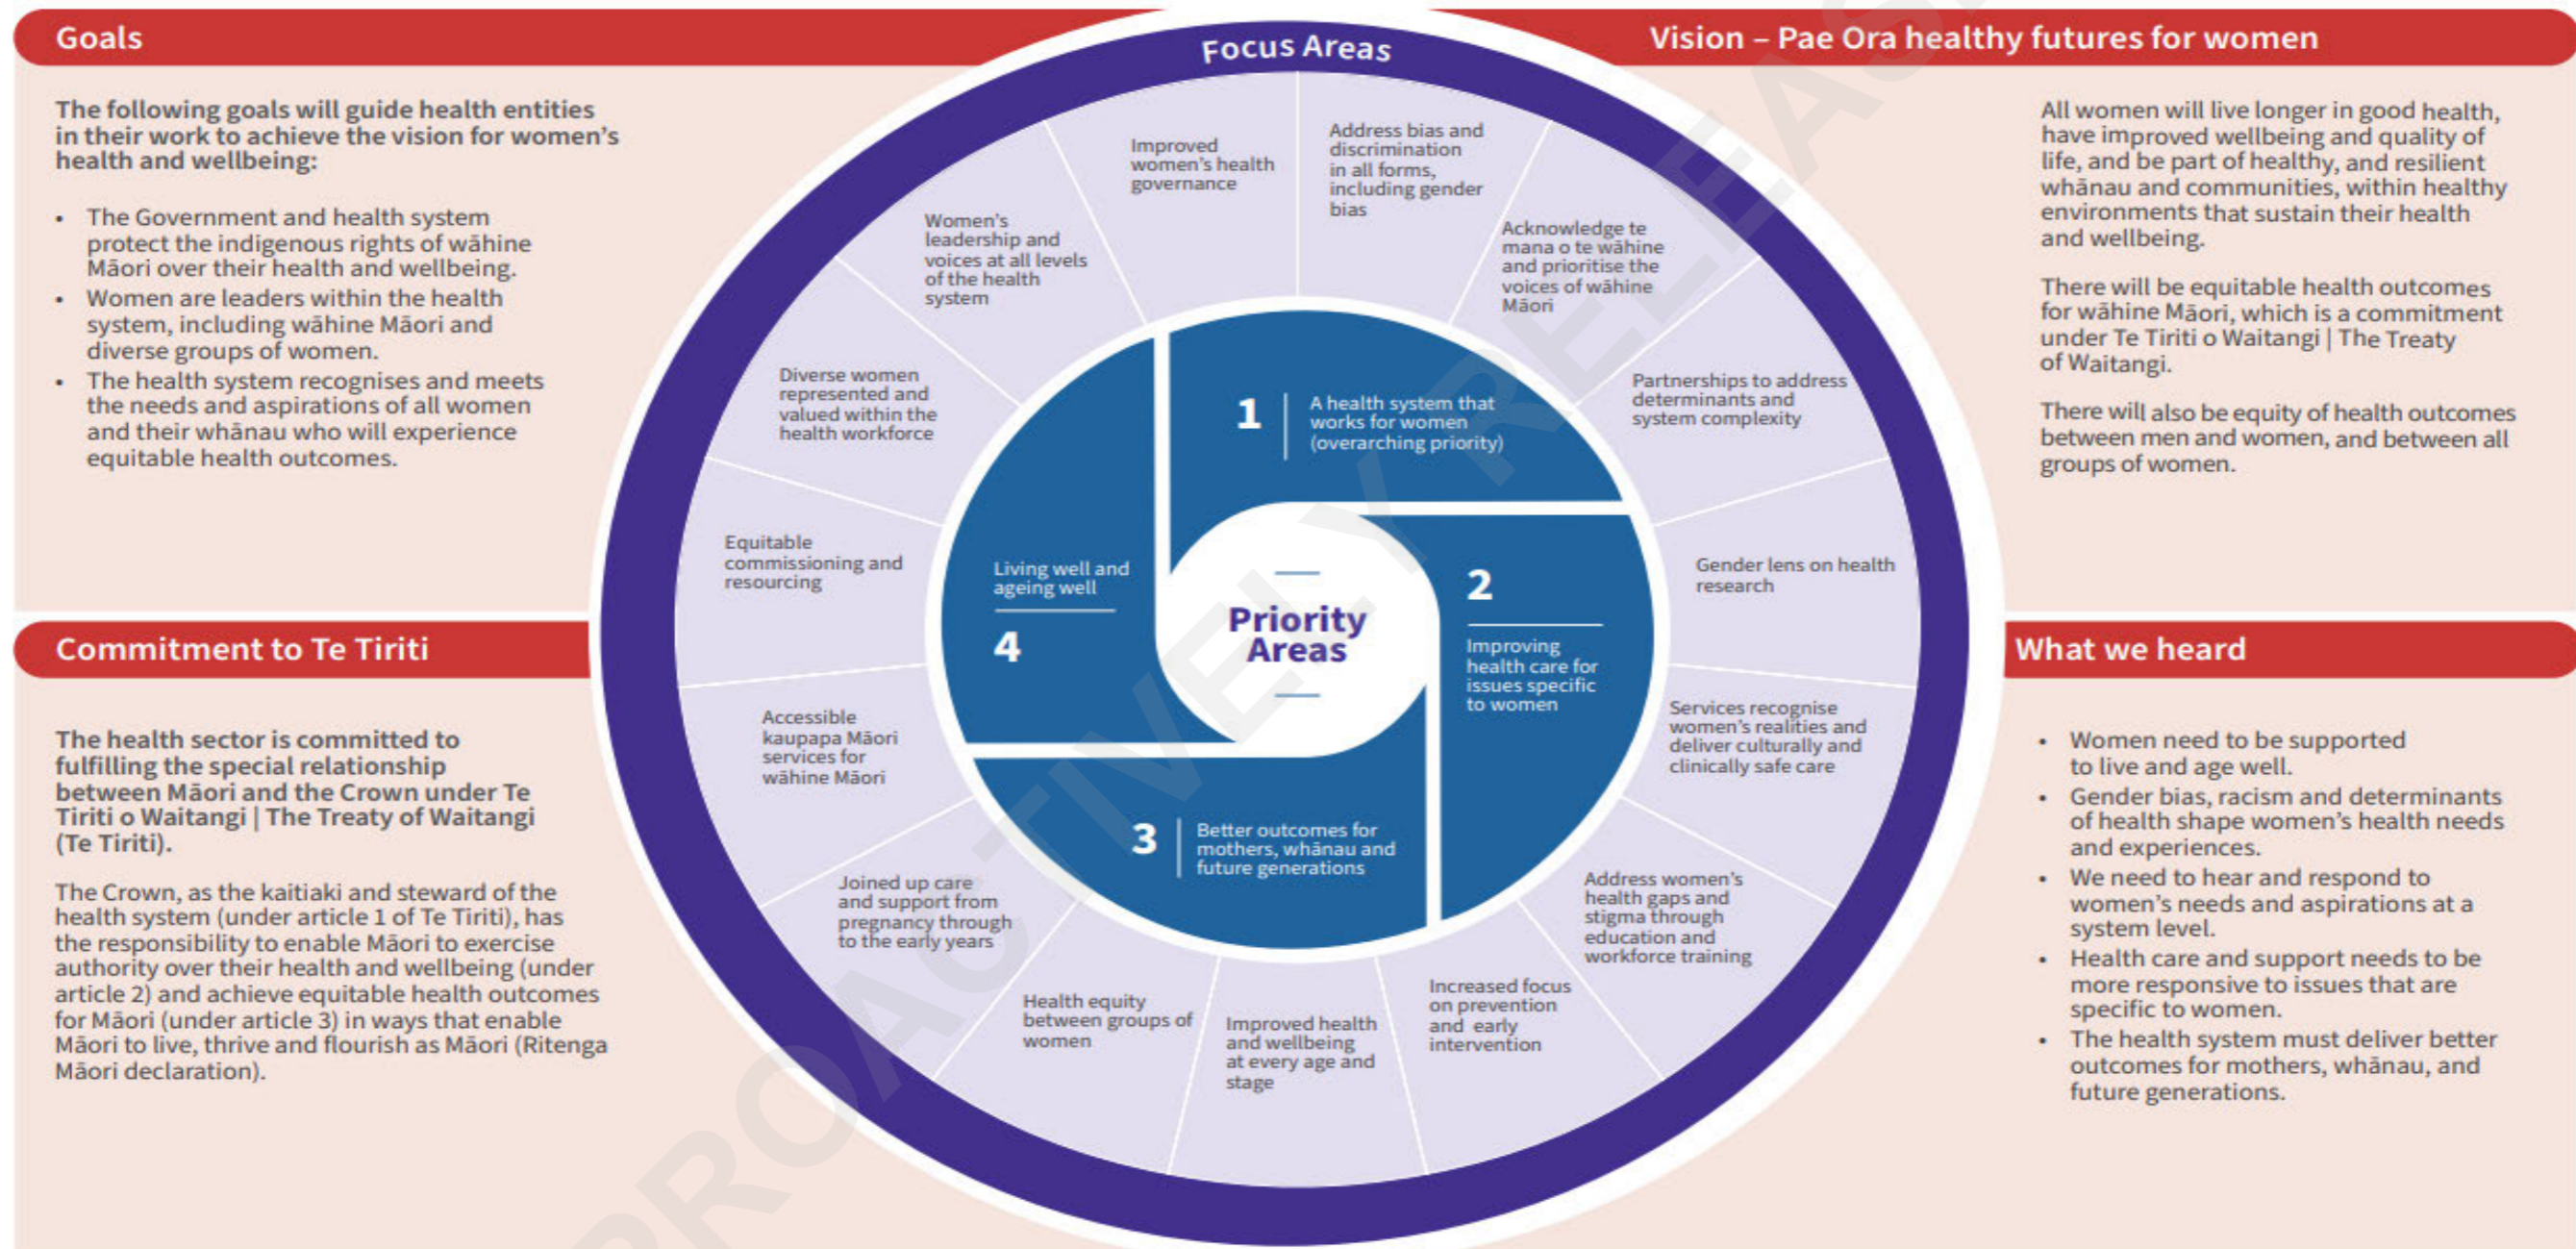 Goals
The following goals will guide health entities
in their work to achieve the vision for women's
health and wellbeing:
• The Government and health system
protect the indigenous rights of wāhine
Māori over their health and wellbeing.
• Women are leaders within the health
system, including wāhine Māori and
diverse groups of women.
• The health system recognises and meets
the needs and aspirations of all women
and their whānau who will experience
equitable health outcomes.
Commitment to Te Tiriti
The health sector is committed to
fulfilling the special relationship
between Māori and the Crown under Te
Tiriti o Waitangi | The Treaty of Waitangi
(Te Tiriti).
The Crown, as the kaitiaki and steward of the
health system (under article 1 of Te Tiriti), has
the responsibility to enable Māori to exercise
authority over their health and wellbeing (under
article 2) and achieve equitable health outcomes
for Māori (under article 3) in ways that enable
Māori to live, thrive and flourish as Māori (Ritenga
Māori declaration).
Focus Areas
Address bias and
discrimination
in all forms,
including gender
bias
Acknowledge te
mana o te wāhine
and prioritise the
voices of wāhine
Māori
Partnerships to address
determinants and
system complexity
Gender lens on health
research
Services recognise
women's realities and
deliver culturally and
clinically safe care
Address women's
health gaps and
stigma through
education and
workforce training
Increased focus
on prevention
and early
intervention
Improved health
and wellbeing
at every age and
stage
Health equity
between groups of
women
Joined up care
and support from
pregnancy through
to the early years
Accessible
kaupapa Māori
services for
wāhine Māori
Equitable
commissioning and
resourcing
Diverse women
represented and
valued within the
health workforce
Women's
leadership and
voices at all levels
of the health
system
Improved
women's health
governance
Priority
Areas
1
A health system that
works for women
(overarching priority)
2
Improving
health care for
issues specific
to women
3
Better outcomes for
mothers, whānau and
future generations
Living well and
ageing well
4
Vision – Pae Ora healthy futures for women
All women will live longer in good health,
have improved wellbeing and quality of
life, and be part of healthy, and resilient
whānau and communities, within healthy
environments that sustain their health
and wellbeing.
There will be equitable health outcomes
for wāhine Māori, which is a commitment
under Te Tiriti o Waitangi | The Treaty
of Waitangi.
There will also be equity of health outcomes
between men and women, and between all
groups of women.
What we heard
• Women need to be supported
to live and age well.
• Gender bias, racism and determinants
of health shape women's health needs
and experiences.
• We need to hear and respond to
women's needs and aspirations at a
system level.
• Health care and support needs to be
more responsive to issues that are
specific to women.
• The health system must deliver better
outcomes for mothers, whānau, and
future generations.
PROACTIVELY